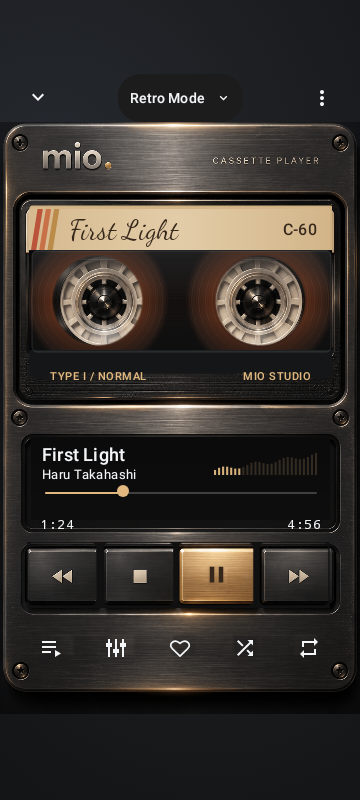 Retro Mode
mio.
CASSETTE PLAYER
First Light
C-60
TYPE I / NORMAL
MIO STUDIO
First Light
Haru Takahashi
1:24
4:56